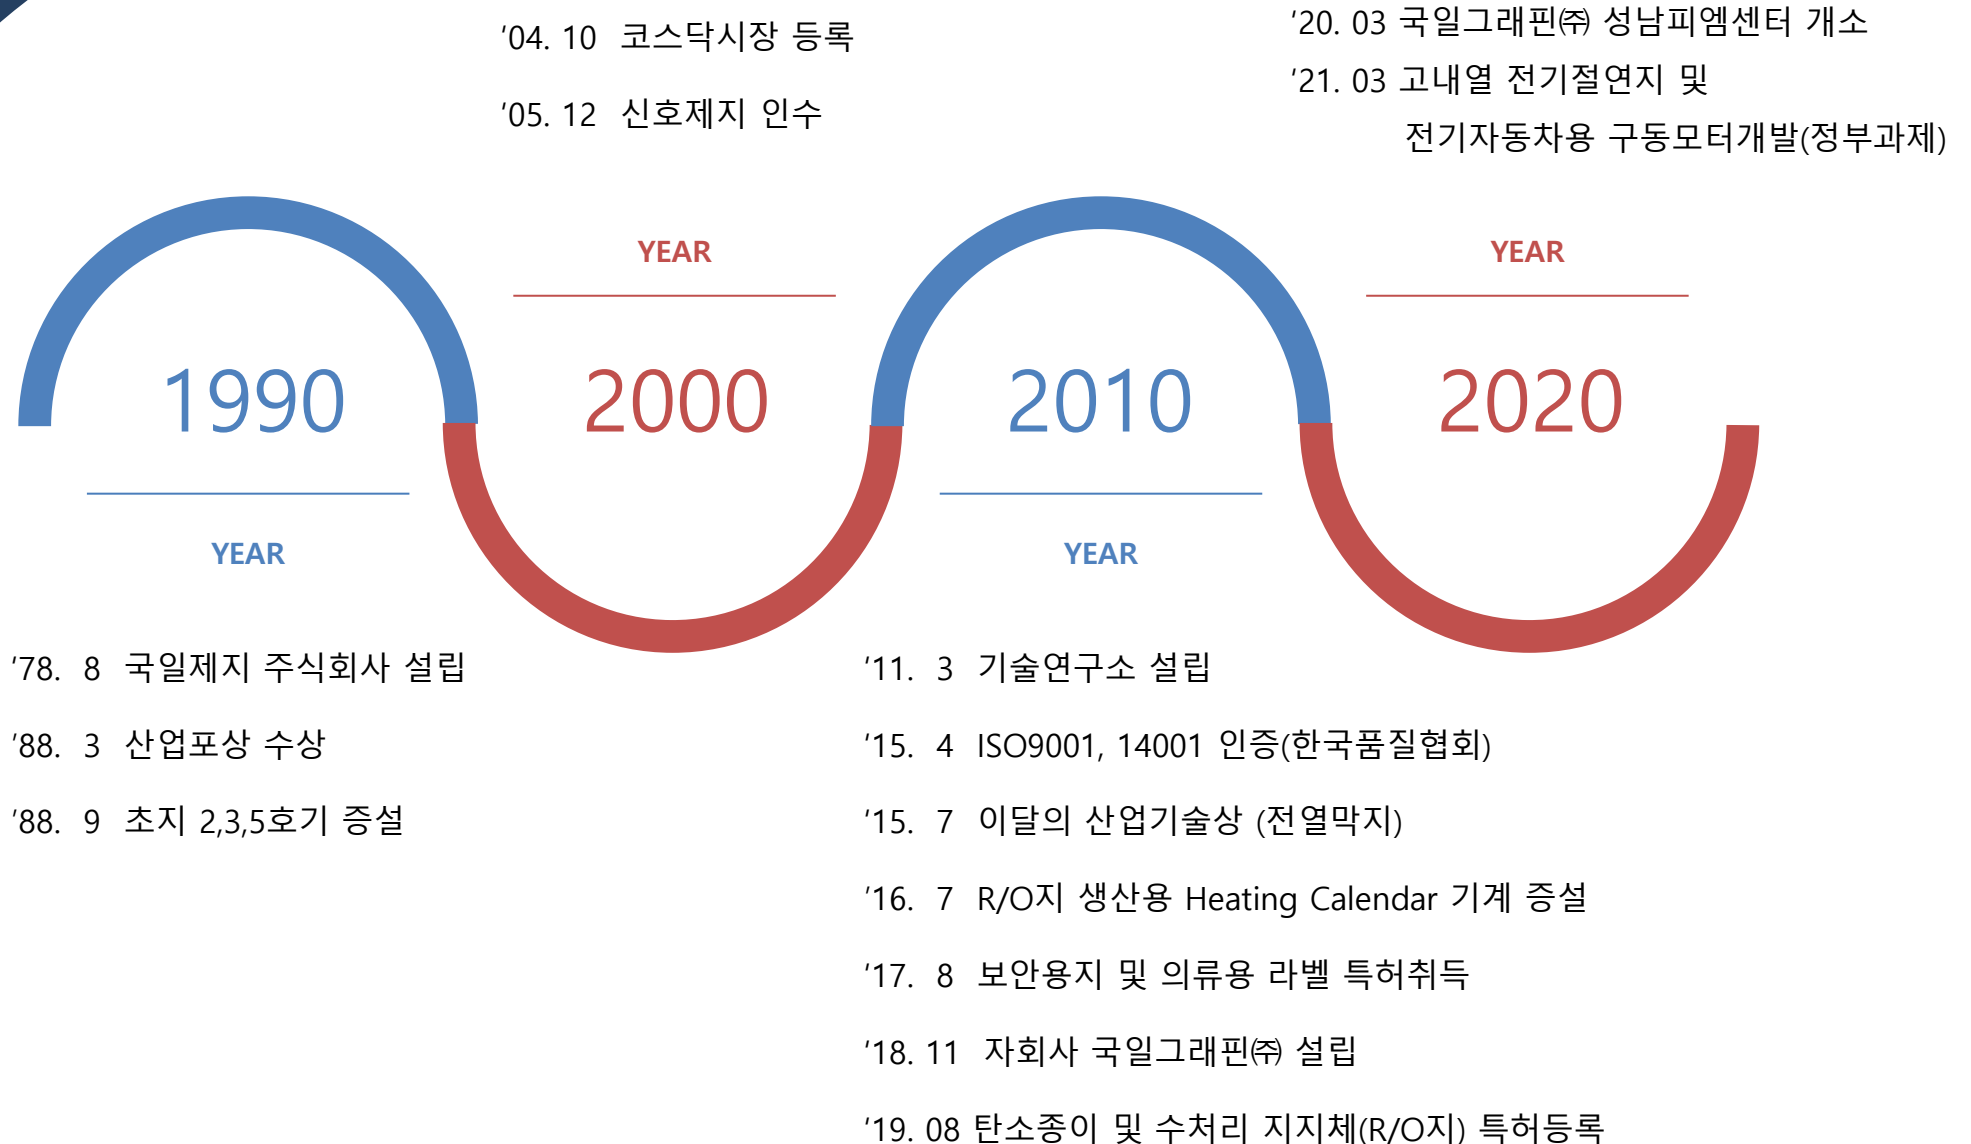 '04. 10 코스닥시장 등록
'05. 12 신호제지 인수
'20. 03 국일그래핀㈜ 성남피엠센터 개소
'21. 03 고내열 전기절연지 및
전기자동차용 구동모터개발(정부과제)
YEAR
YEAR
1990
2000
2010
2020
YEAR
YEAR
'78. 8 국일제지 주식회사 설립
'88. 3 산업포상 수상
'88. 9 초지 2,3,5호기 증설
'11. 3 기술연구소 설립
'15. 4 ISO9001, 14001 인증(한국품질협회)
'15. 7 이달의 산업기술상 (전열막지)
'16. 7 R/O지 생산용 Heating Calendar 기계 증설
'17. 8 보안용지 및 의류용 라벨 특허취득
'18. 11 자회사 국일그래핀㈜ 설립
'19. 08 탄소종이 및 수처리 지지체(R/O지) 특허등록